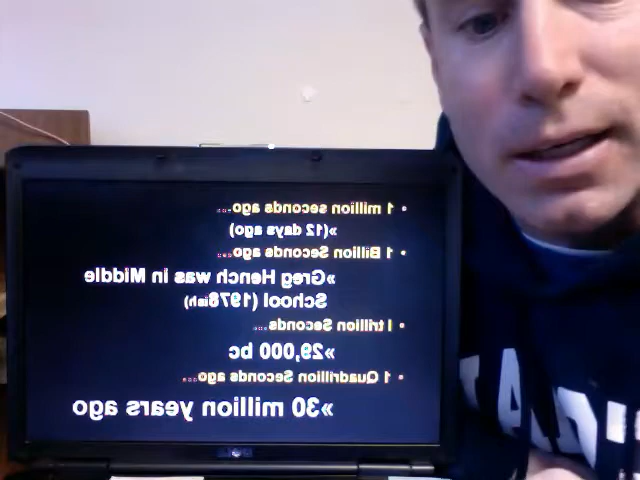 • 1 million seconds ago.....
»(12 days ago)
• 1 Billion Seconds ago.....
»Greg Hench was in Middle
School (1978ish)
• 1 trillion Seconds.....
»29,000 bc
• 1 Quadrillion Seconds ago.....
»30 million years ago